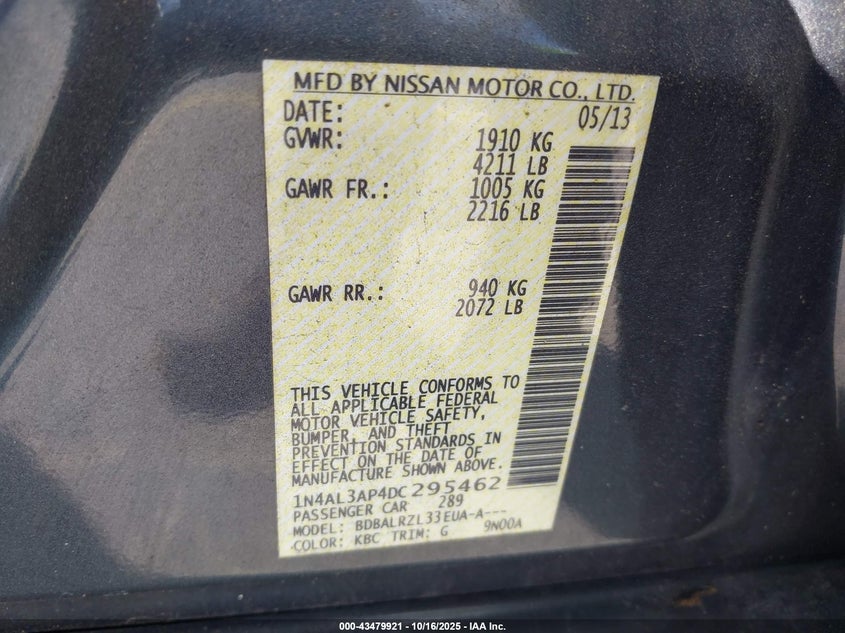 MFD BY NISSAN MOTOR CO., LTD.
DATE: 05/13
GVWR: 1910 KG
4211 LB
GAWR FR.: 1005 KG
2216 LB
GAWR RR.: 940 KG
2072 LB
THIS VEHICLE CONFORMS TO
ALL APPLICABLE FEDERAL
MOTOR VEHICLE SAFETY,
BUMPER, AND THEFT
PREVENTION STANDARDS IN
EFFECT ON THE DATE OF
MANUFACTURE SHOWN ABOVE.
1N4AL3AP4DC295462
PASSENGER CAR 289
MODEL: BDBALRZL33EUA-A---
COLOR: KBC TRIM: G 9N00A
000-43479921 - 10/16/2025 - IAA Inc.